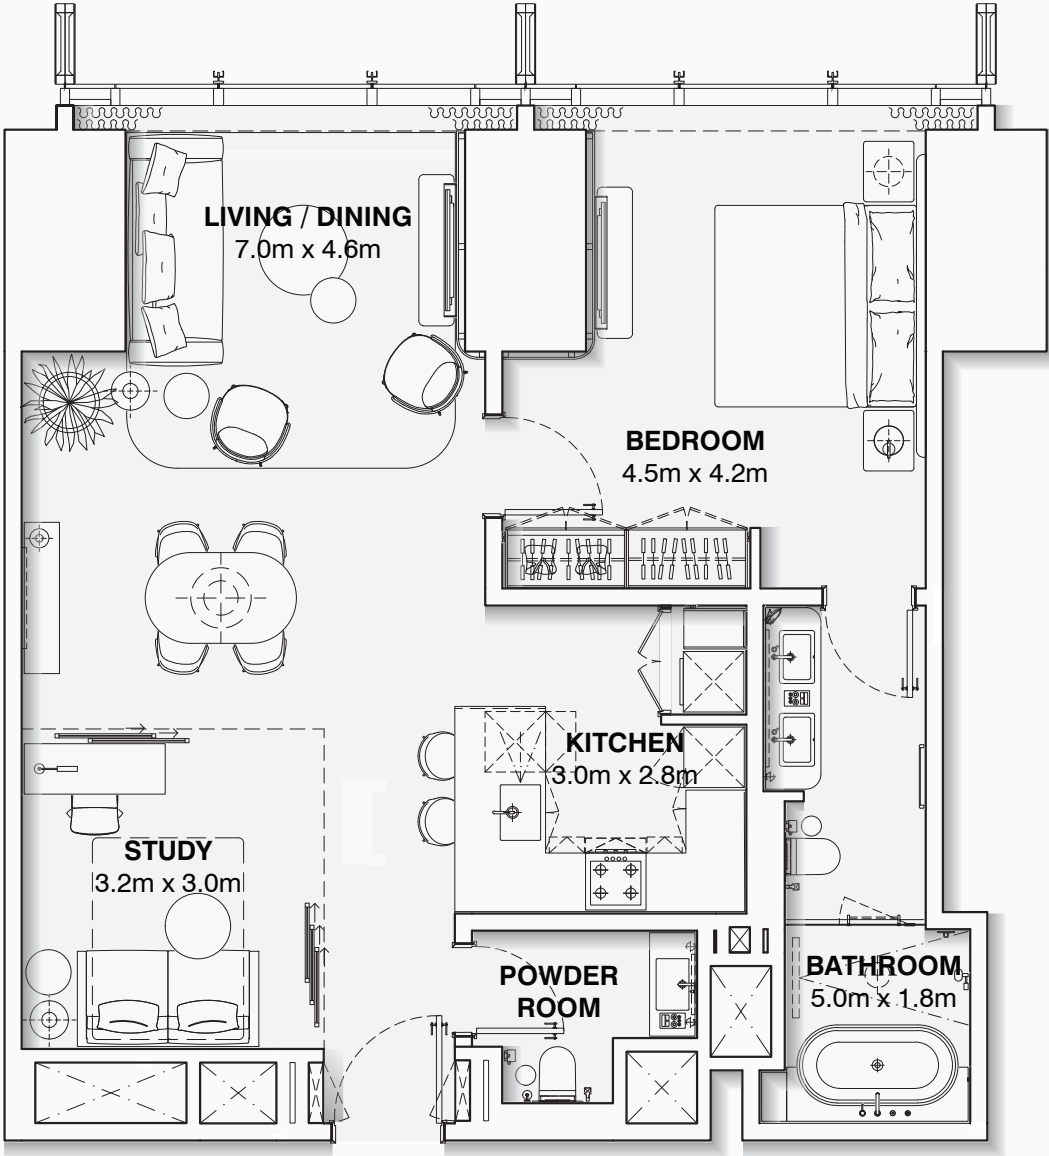 LIVING / DINING
7.0m x 4.6m
BEDROOM
4.5m x 4.2m
KITCHEN
3.0m x 2.8m
STUDY
3.2m x 3.0m
POWDER
ROOM
BATHROOM
5.0m x 1.8m